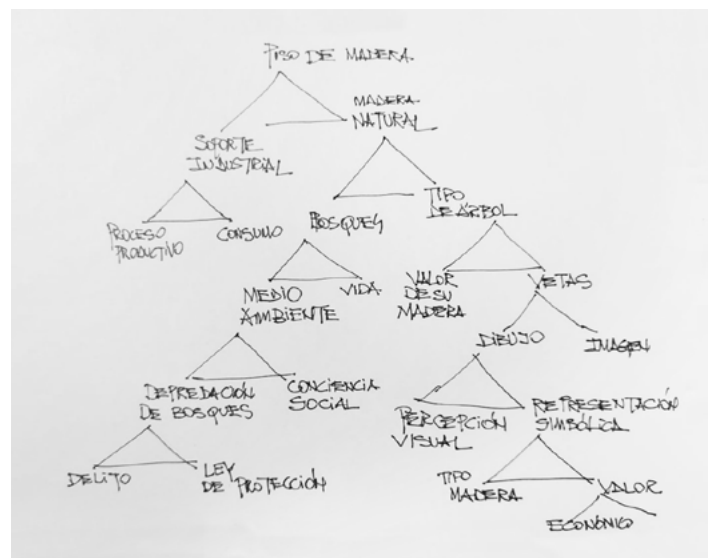 PISO DE MADERA
MADERA
NATURAL
SOPORTE
INDUSTRIAL
BOSQUES
TIPO
DE ÁRBOL
PROCESO
PRODUCTIVO
CONSUMO
MEDIO
AMBIENTE
VIDA
VALOR
DE SU
MADERA
VETAS
DIBUJO
IMAGEN
DEPREDACIÓN
DE BOSQUES
CONCIENCIA
SOCIAL
PERCEPCIÓN
VISUAL
REPRESENTACIÓN
SIMBÓLICA
DELITO
LEY
DE PROTECCIÓN
TIPO
MADERA
VALOR
ECONÓMICO